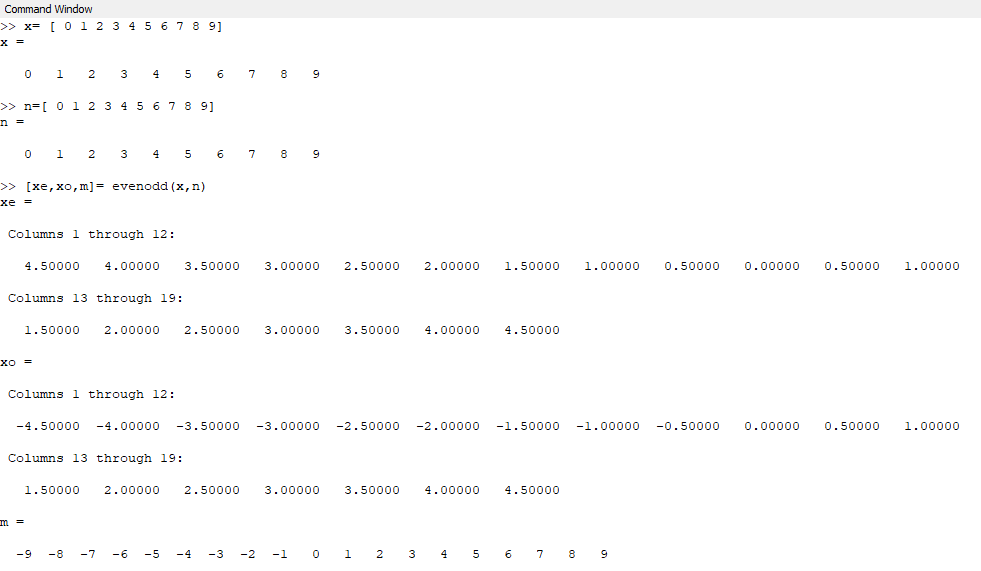 Command Window
>> x= [ 0 1 2 3 4 5 6 7 8 9]
x =
0 1 2 3 4 5 6 7 8 9
>> n=[ 0 1 2 3 4 5 6 7 8 9]
n =
0 1 2 3 4 5 6 7 8 9
>> [xe,xo,m]= evenodd(x,n)
xe =
Columns 1 through 12:
4.50000 4.00000 3.50000 3.00000 2.50000 2.00000 1.50000 1.00000 0.50000 0.00000 0.50000 1.00000
Columns 13 through 19:
1.50000 2.00000 2.50000 3.00000 3.50000 4.00000 4.50000
xo =
Columns 1 through 12:
-4.50000 -4.00000 -3.50000 -3.00000 -2.50000 -2.00000 -1.50000 -1.00000 -0.50000 0.00000 0.50000 1.00000
Columns 13 through 19:
1.50000 2.00000 2.50000 3.00000 3.50000 4.00000 4.50000
m =
-9 -8 -7 -6 -5 -4 -3 -2 -1 0 1 2 3 4 5 6 7 8 9